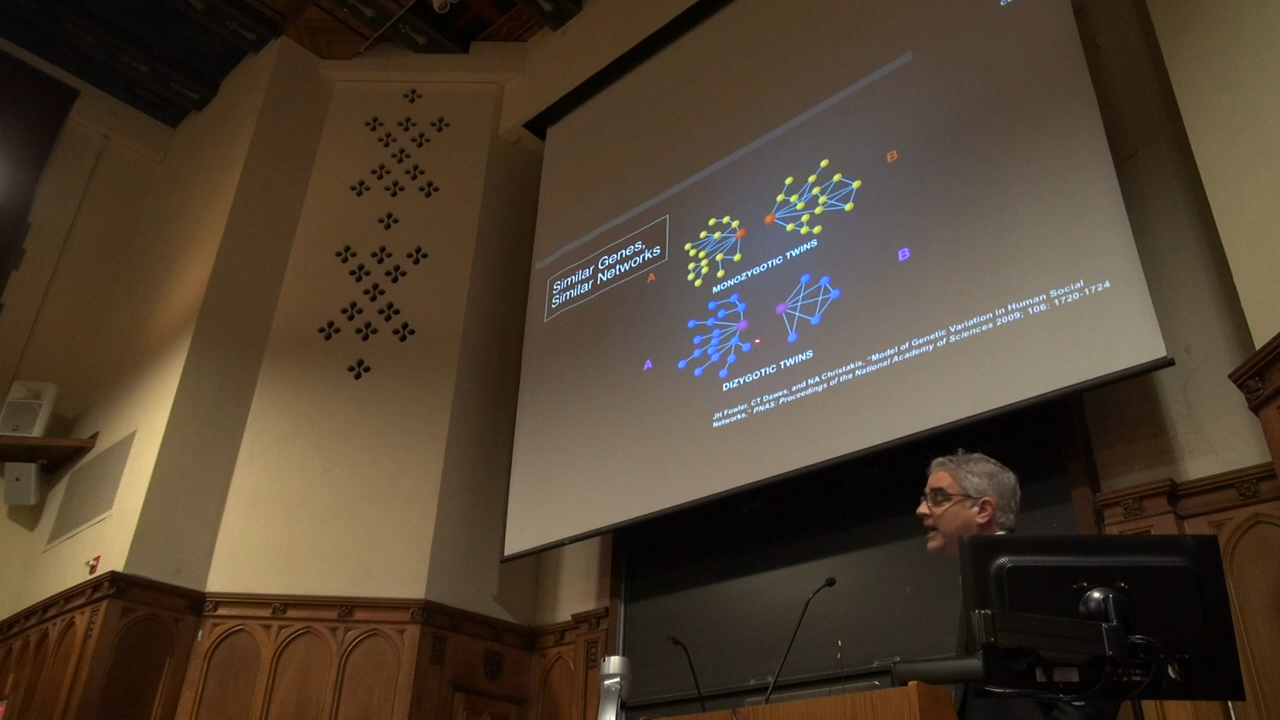 Similar Genes,
Similar Networks
A
B
MONOZYGOTIC TWINS
A
B
DIZYGOTIC TWINS
JH Fowler, CT Dawes, and NA Christakis, "Model of Genetic Variation in Human Social
Networks," PNAS: Proceedings of the National Academy of Sciences 2009; 106: 1720-1724